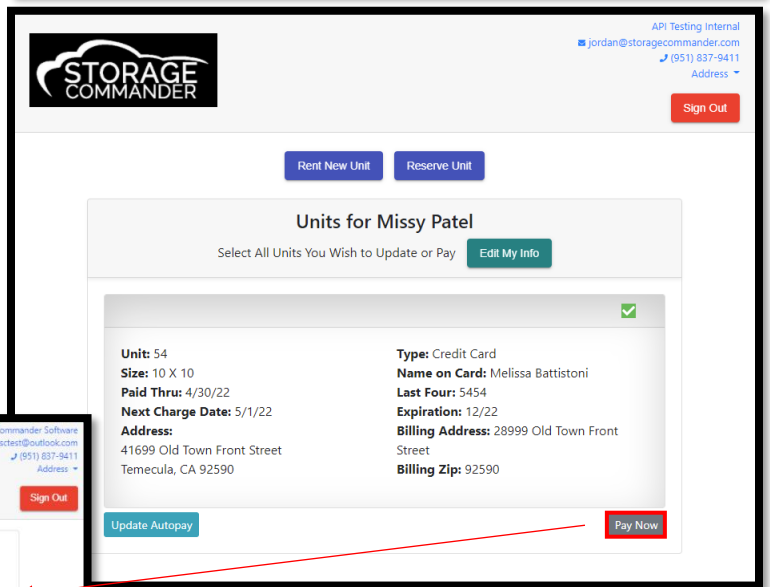 API Testing Internal
jordan@storagecommander.com
(951) 837-9411
Address
STORAGE
COMMANDER
Sign Out
Rent New Unit
Reserve Unit
Units for Missy Patel
Select All Units You Wish to Update or Pay
Edit My Info
Unit: 54
Size: 10 X 10
Paid Thru: 4/30/22
Next Charge Date: 5/1/22
Address:
41699 Old Town Front Street
Temecula, CA 92590
Type: Credit Card
Name on Card: Melissa Battistoni
Last Four: 5454
Expiration: 12/22
Billing Address: 28999 Old Town Front
Street
Billing Zip: 92590
Update Autopay
Pay Now
ommander Software
sctest@outlook.com
(951) 837-9411
Address
Sign Out